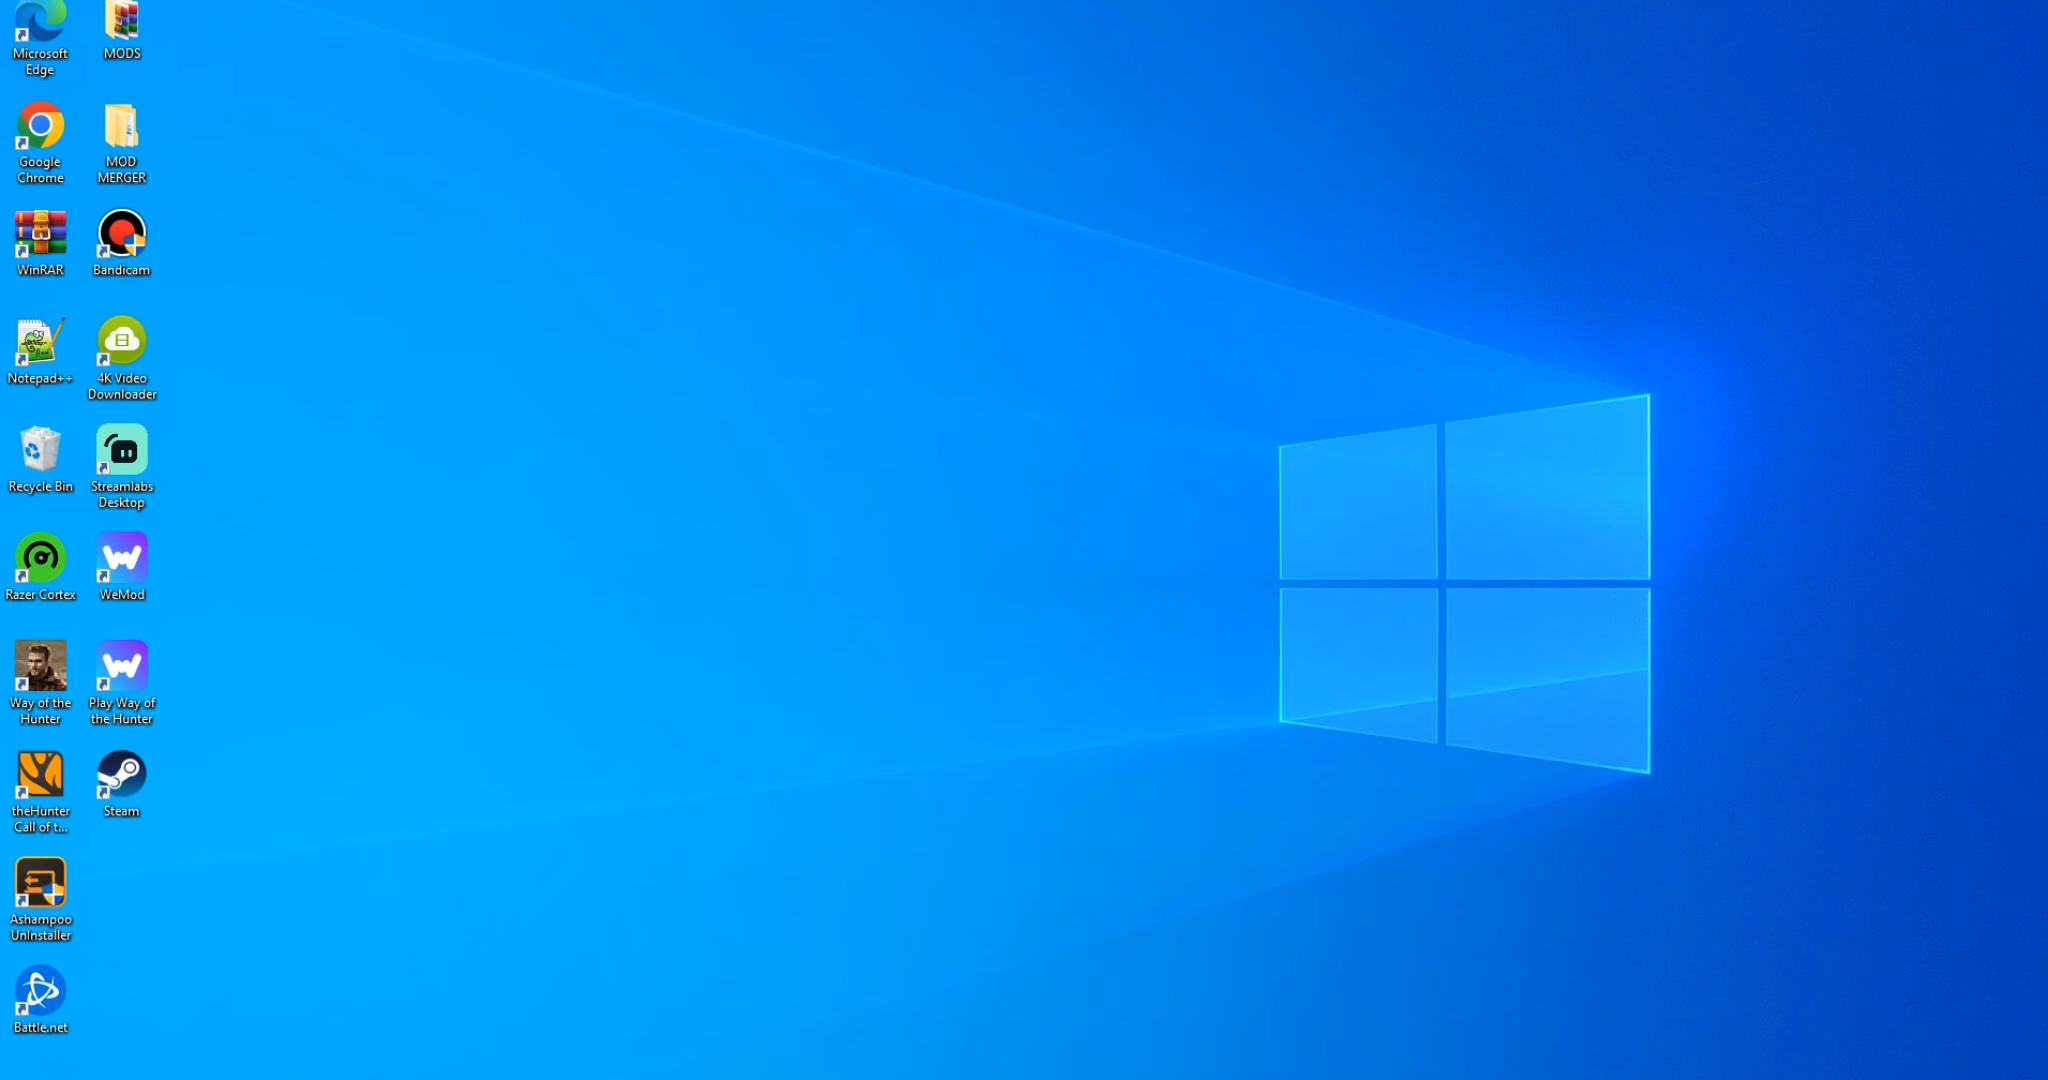 Microsoft
Edge
Google
Chrome
WinRAR
Notepad++
Recycle Bin
Razer Cortex
Way of the
Hunter
theHunter
Call of t...
Ashampoo
UnInstaller
Battle.net
MODS
MOD
MERGER
Bandicam
4K Video
Downloader
Streamlabs
Desktop
WeMod
Play Way of
the Hunter
Steam